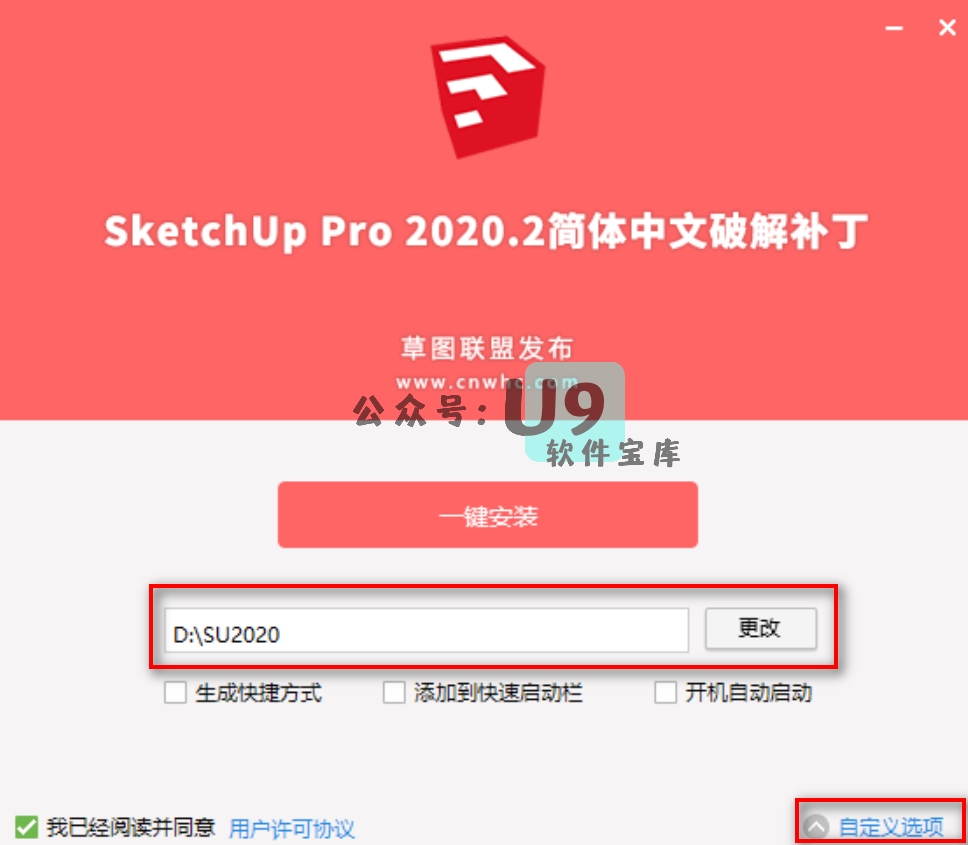 SketchUp Pro 2020.2简体中文破解补丁
草图联盟发布
www.cnwhc.com
公众号：U9
软件宝库
一键安装
D:\SU2020
更改
生成快捷方式 添加到快速启动栏 开机自动启动
我已经阅读并同意 用户许可协议
自定义选项